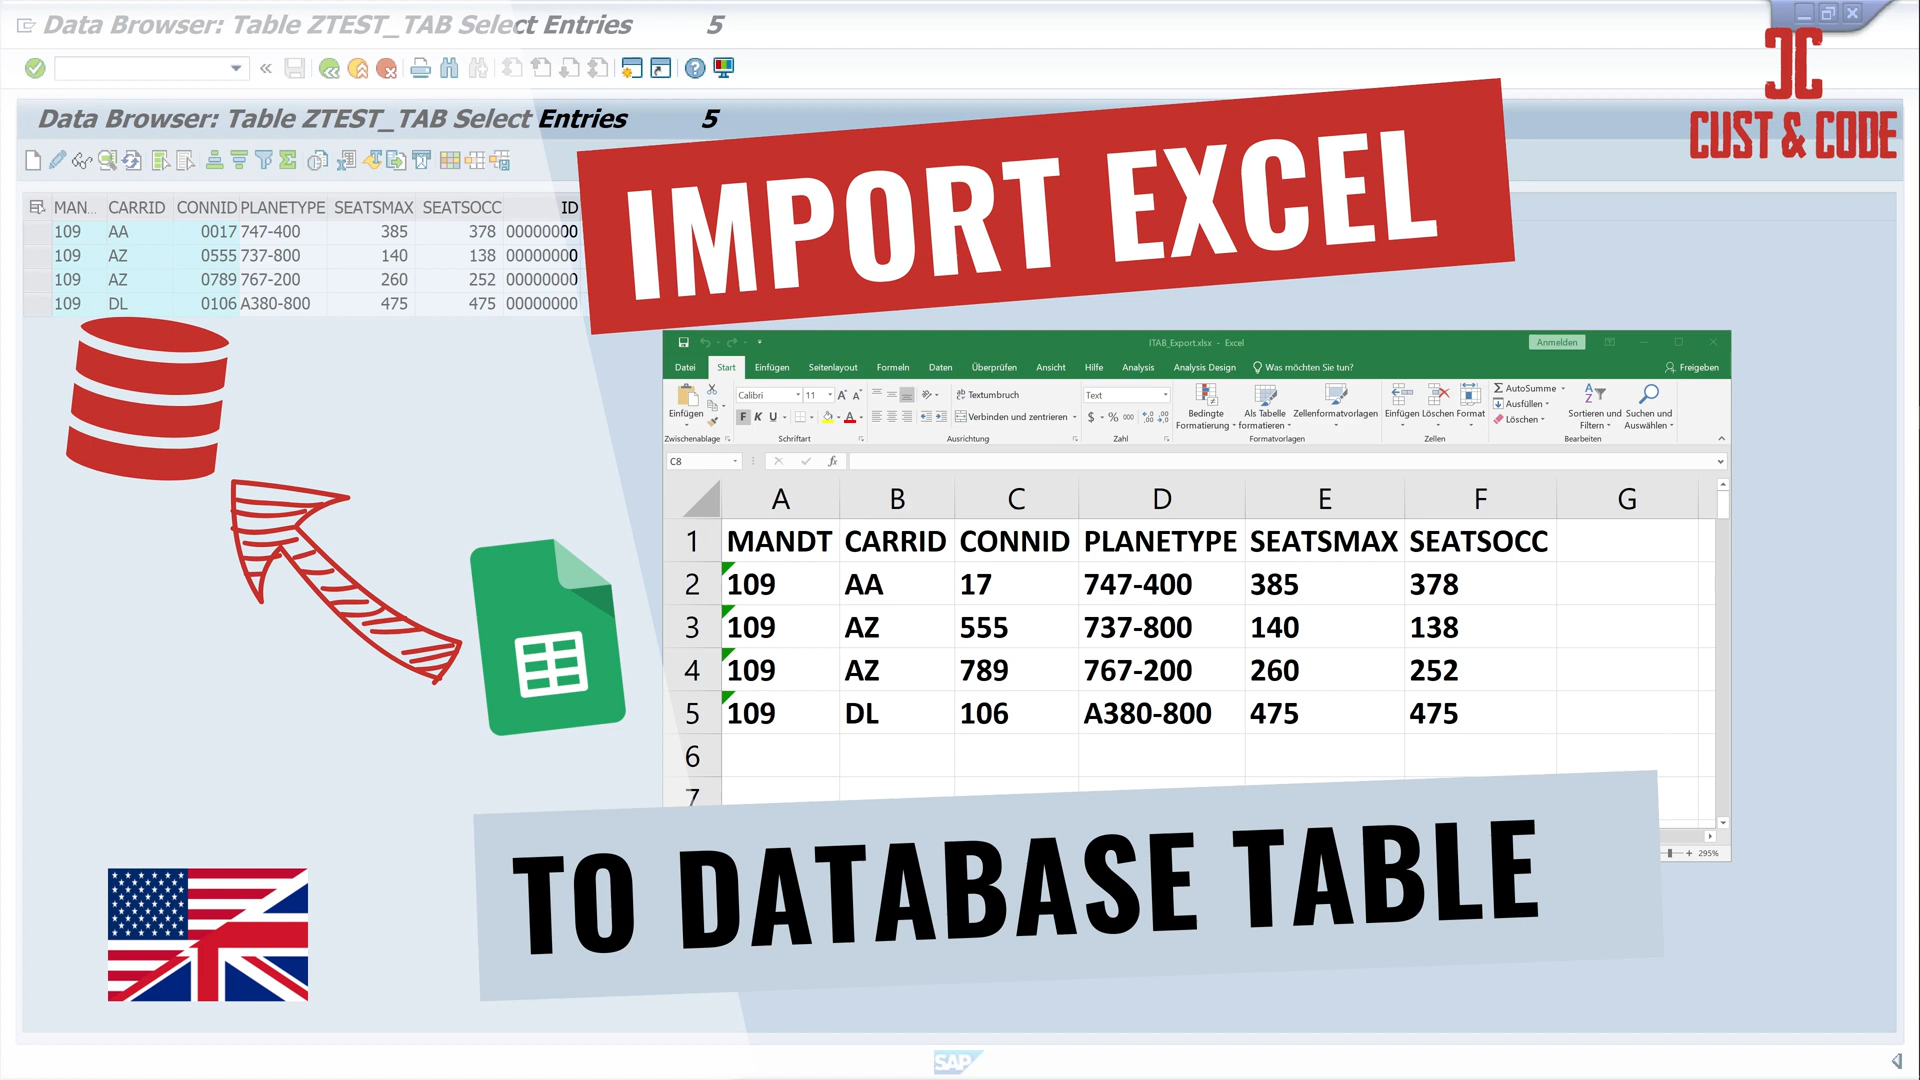 Data Browser: Table ZTEST_TAB Select Entries 5
Data Browser: Table ZTEST_TAB Select Entries 5
CUST & CODE
IMPORT EXCEL
MAN... CARRID CONNID PLANETYPE SEATSMAX SEATSOCC ID
109 AA 0017 747-400 385 378 00000000
109 AZ 0555 737-800 140 138 00000000
109 AZ 0789 767-200 260 252 00000000
109 DL 0106 A380-800 475 475 00000000
ITAB_Export.xlsx - Excel Anmelden
Datei Start Einfügen Seitenlayout Formeln Daten Überprüfen Ansicht Hilfe Analysis Analysis Design Was möchten Sie tun? Freigeben
Calibri 11 A A Textumbruch Text AutoSumme
F K U Verbinden und zentrieren $ % 000 Ausfüllen
Löschen
Einfügen Bedingte Formatierung Als Tabelle formatieren Zellenformatvorlagen Einfügen Löschen Format Sortieren und Filtern Suchen und Auswählen
Zwischenablage Schriftart Ausrichtung Zahl Formatvorlagen Zellen Bearbeiten
C8 fx
A B C D E F G
1 MANDT CARRID CONNID PLANETYPE SEATSMAX SEATSOCC
2 109 AA 17 747-400 385 378
3 109 AZ 555 737-800 140 138
4 109 AZ 789 767-200 260 252
5 109 DL 106 A380-800 475 475
6
7
295%
TO DATABASE TABLE
SAP